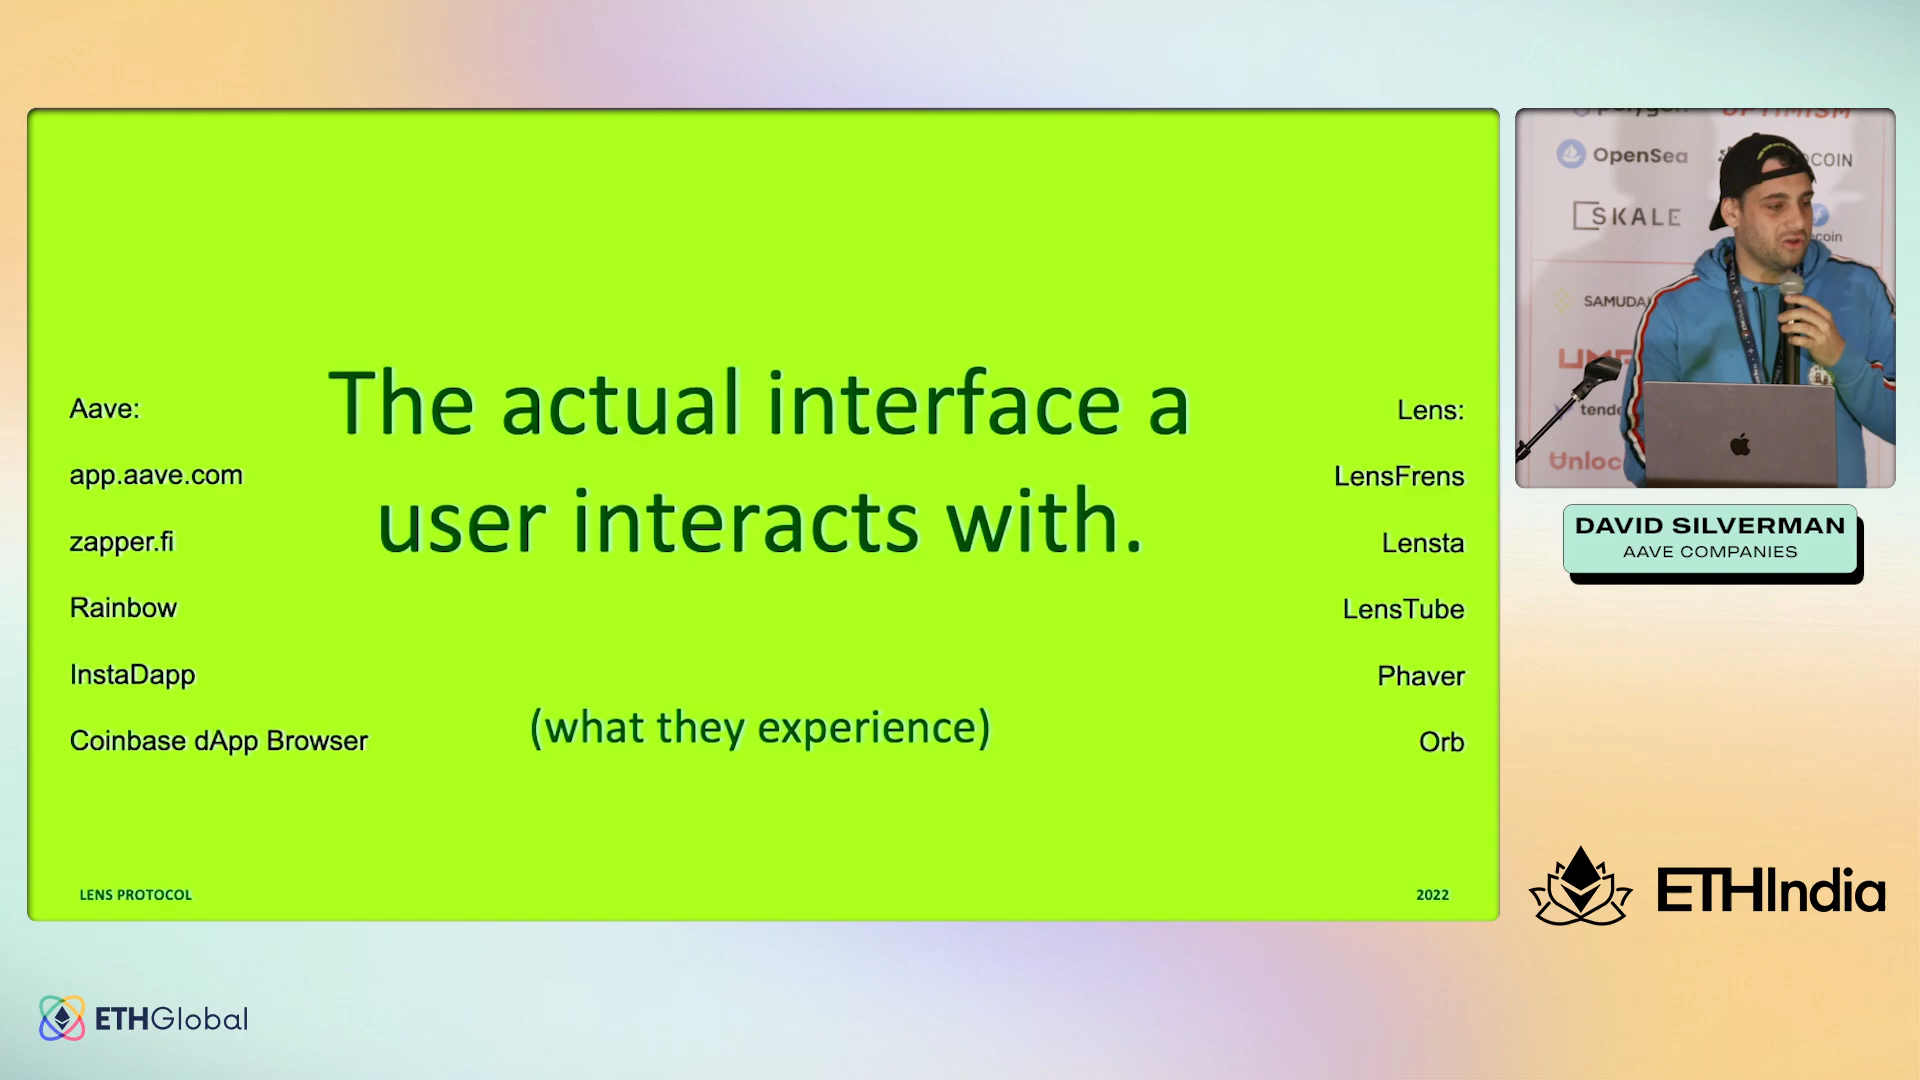 The actual interface a
user interacts with.
(what they experience)
Aave:
app.aave.com
zapper.fi
Rainbow
InstaDapp
Coinbase dApp Browser
Lens:
LensFrens
Lensta
LensTube
Phaver
Orb
LENS PROTOCOL
2022
OpenSea
SKALE
DAVID SILVERMAN
AAVE COMPANIES
ETHIndia
ETHGlobal